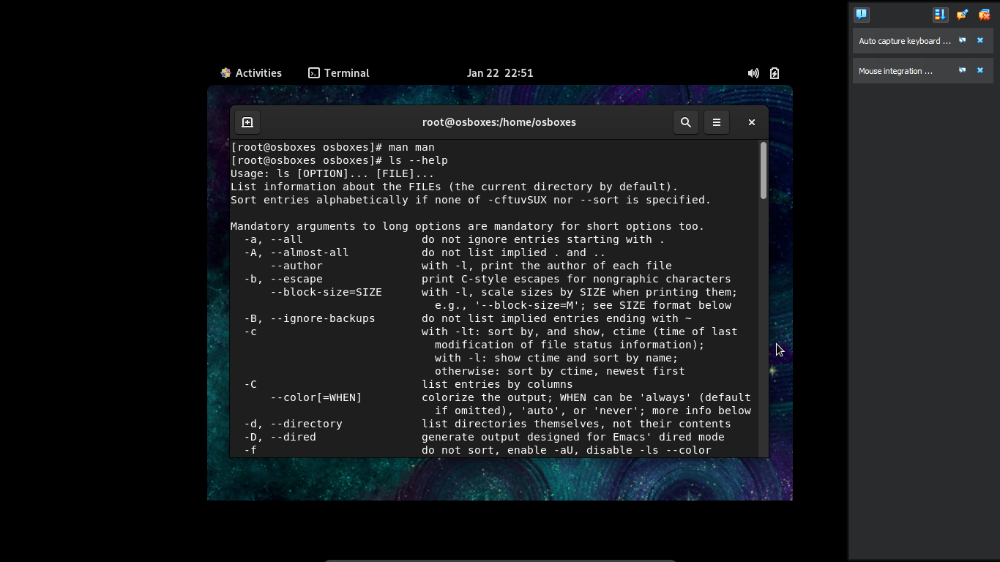 Activities
Terminal
Jan 22 22:51
Auto capture keyboard ...
Mouse integration ...
root@osboxes:/home/osboxes
[root@osboxes osboxes]# man man
[root@osboxes osboxes]# ls --help
Usage: ls [OPTION]... [FILE]...
List information about the FILEs (the current directory by default).
Sort entries alphabetically if none of -cftuvSUX nor --sort is specified.

Mandatory arguments to long options are mandatory for short options too.
  -a, --all                  do not ignore entries starting with .
  -A, --almost-all           do not list implied . and ..
      --author               with -l, print the author of each file
  -b, --escape               print C-style escapes for nongraphic characters
      --block-size=SIZE      with -l, scale sizes by SIZE when printing them;
                               e.g., '--block-size=M'; see SIZE format below
  -B, --ignore-backups       do not list implied entries ending with ~
  -c                         with -lt: sort by, and show, ctime (time of last
                               modification of file status information);
                               with -l: show ctime and sort by name;
                               otherwise: sort by ctime, newest first
  -C                         list entries by columns
      --color[=WHEN]         colorize the output; WHEN can be 'always' (default
                               if omitted), 'auto', or 'never'; more info below
  -d, --directory            list directories themselves, not their contents
  -D, --dired                generate output designed for Emacs' dired mode
  -f                         do not sort, enable -aU, disable -ls --color